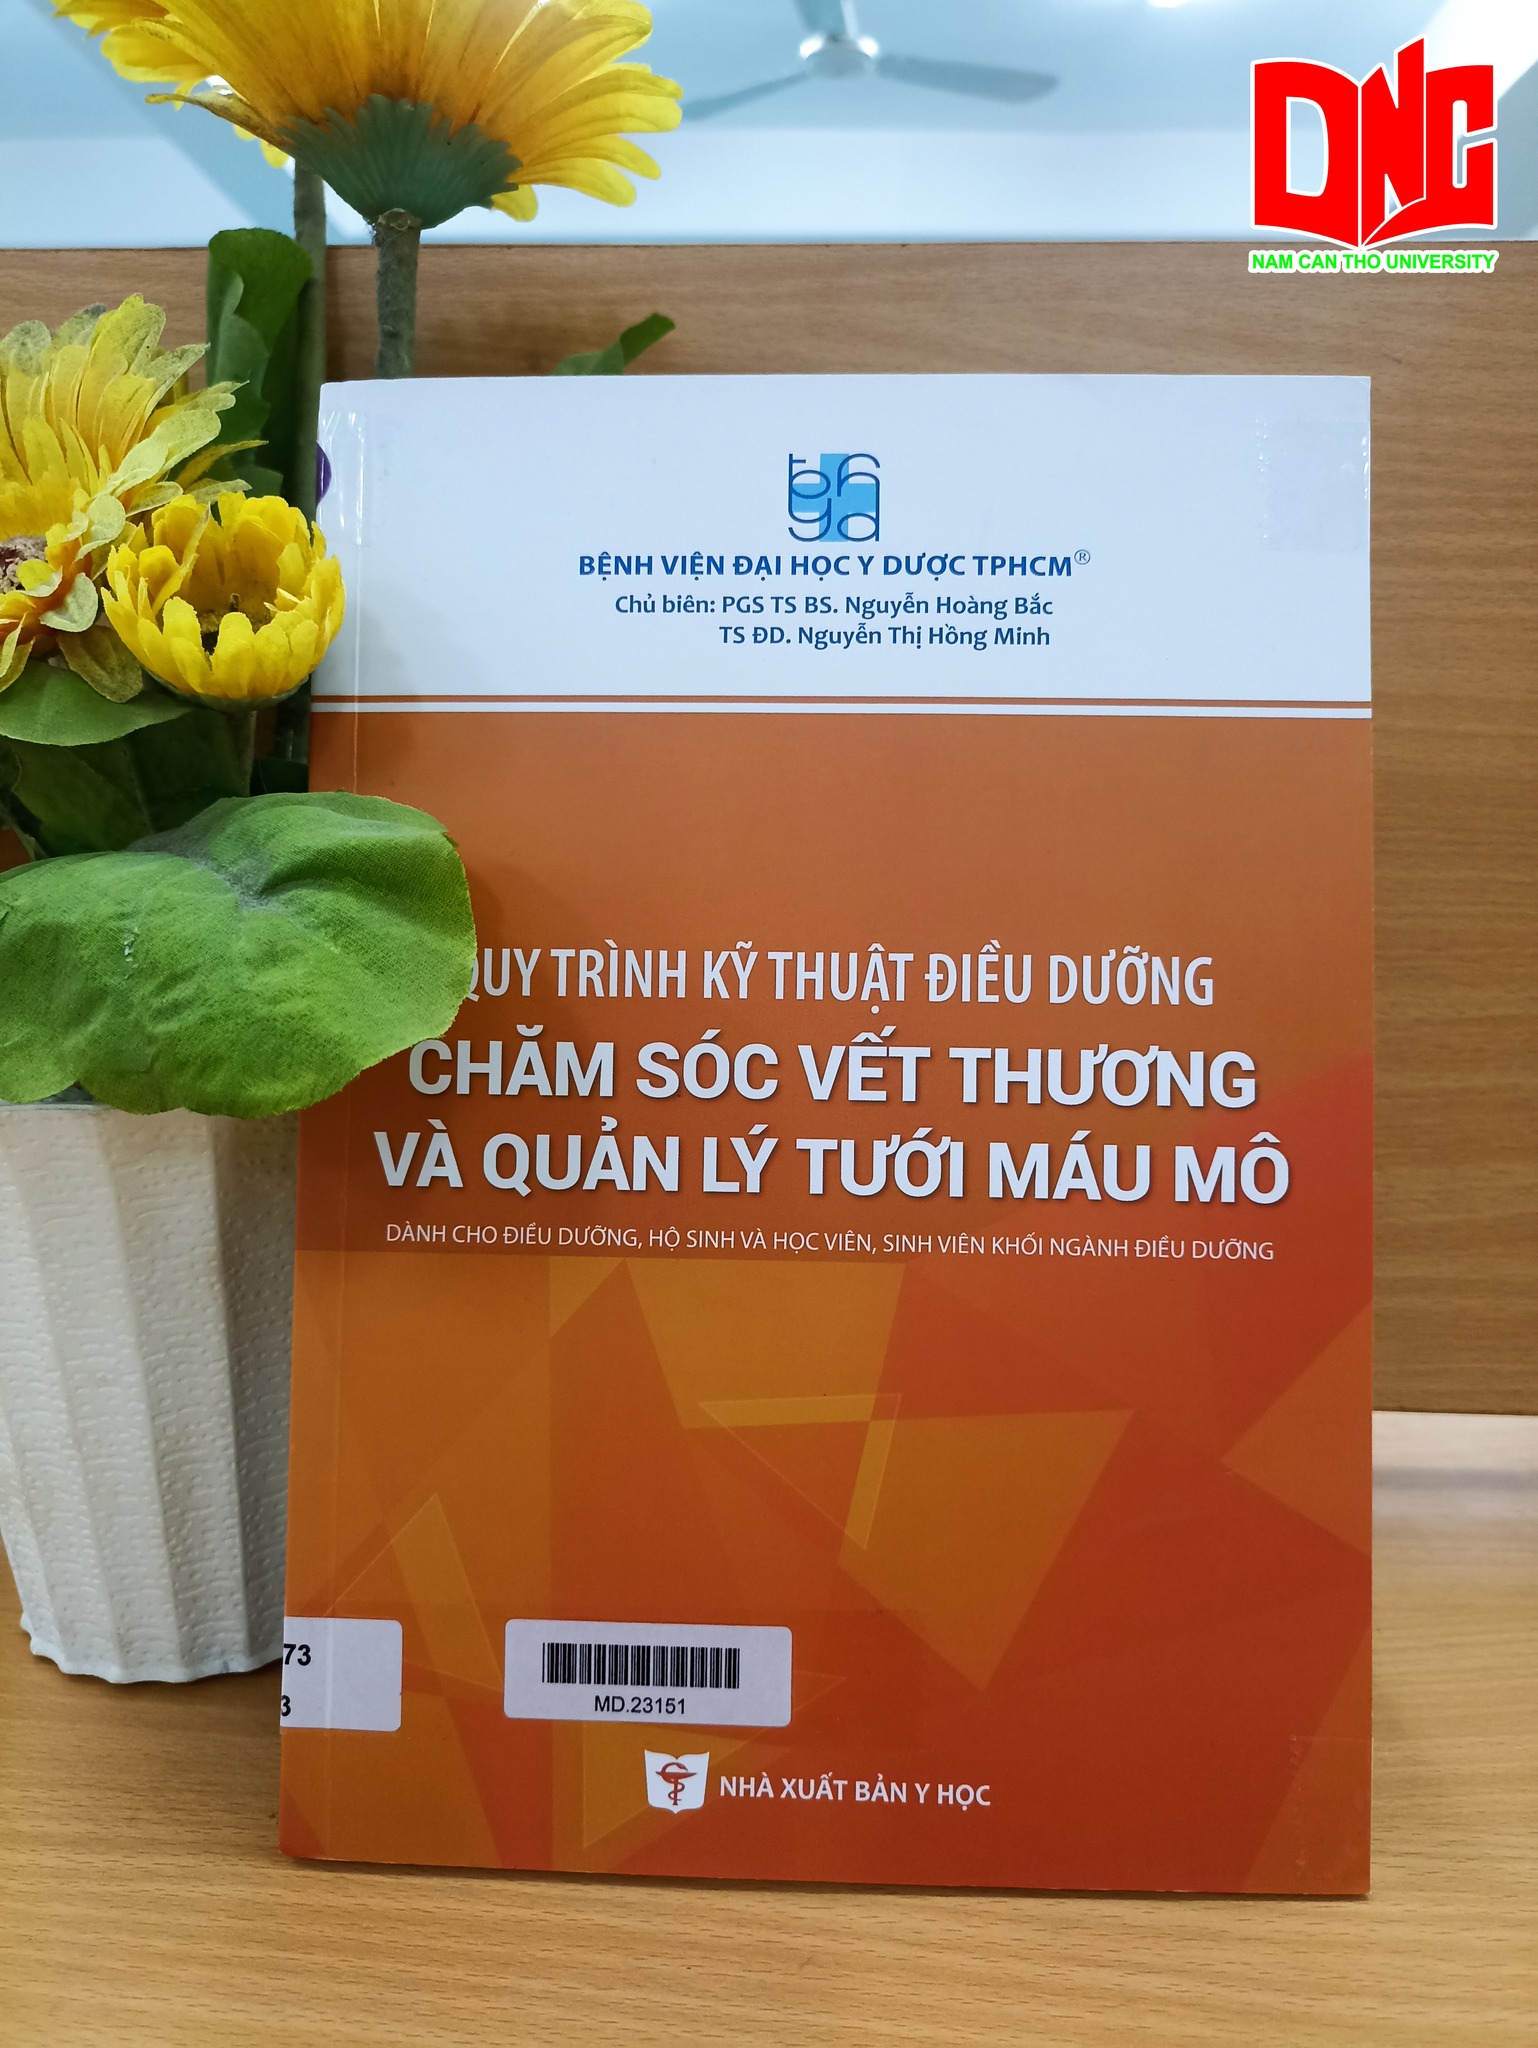 DNC
NAM CAN THO UNIVERSITY
BỆNH VIỆN ĐẠI HỌC Y DƯỢC TPHCM®
Chủ biên: PGS TS BS. Nguyễn Hoàng Bắc
TS ĐD. Nguyễn Thị Hồng Minh
QUY TRÌNH KỸ THUẬT ĐIỀU DƯỠNG
CHĂM SÓC VẾT THƯƠNG
VÀ QUẢN LÝ TƯỚI MÁU MÔ
DÀNH CHO ĐIỀU DƯỠNG, HỘ SINH VÀ HỌC VIÊN, SINH VIÊN KHỐI NGÀNH ĐIỀU DƯỠNG
73
3
MD.23151
NHÀ XUẤT BẢN Y HỌC